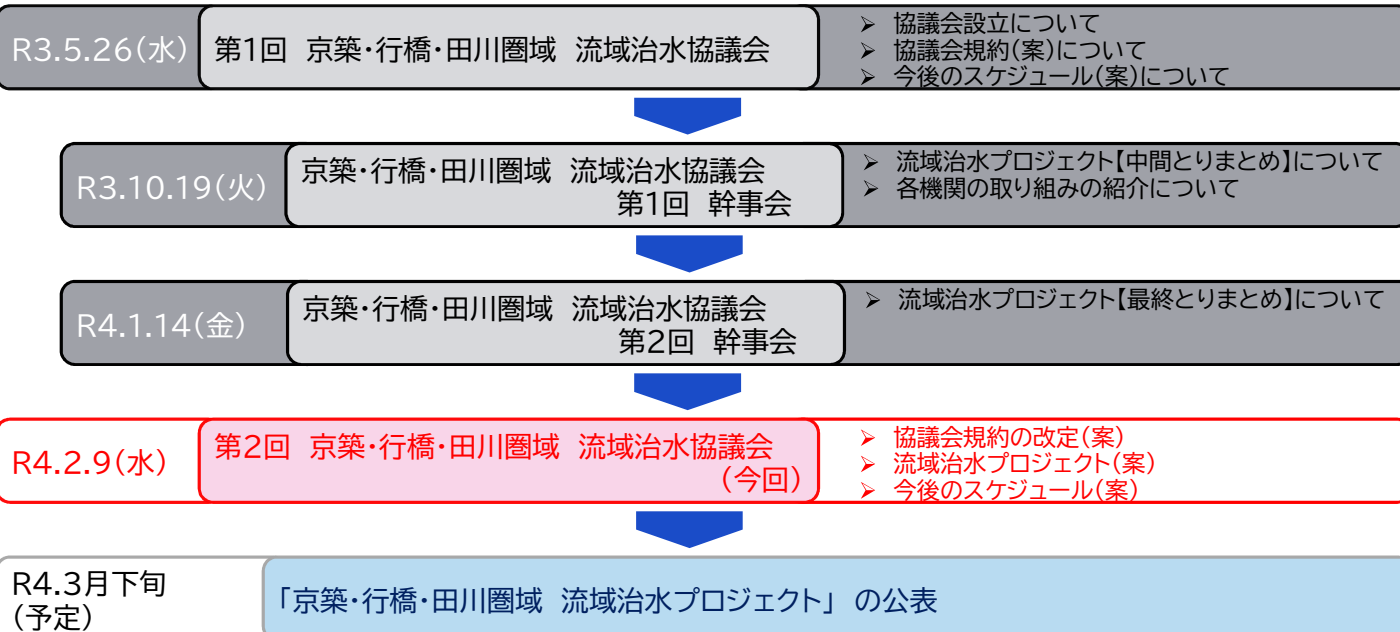 R3.5.26(水)
第1回 京築・行橋・田川圏域 流域治水協議会
➢ 協議会設立について
➢ 協議会規約(案)について
➢ 今後のスケジュール(案)について
R3.10.19(火)
京築・行橋・田川圏域 流域治水協議会
第1回 幹事会
➢ 流域治水プロジェクト【中間とりまとめ】について
➢ 各機関の取り組みの紹介について
R4.1.14(金)
京築・行橋・田川圏域 流域治水協議会
第2回 幹事会
➢ 流域治水プロジェクト【最終とりまとめ】について
R4.2.9(水)
第2回 京築・行橋・田川圏域 流域治水協議会
(今回)
➢ 協議会規約の改定(案)
➢ 流域治水プロジェクト(案)
➢ 今後のスケジュール(案)
R4.3月下旬
(予定)
「京築・行橋・田川圏域 流域治水プロジェクト」 の公表